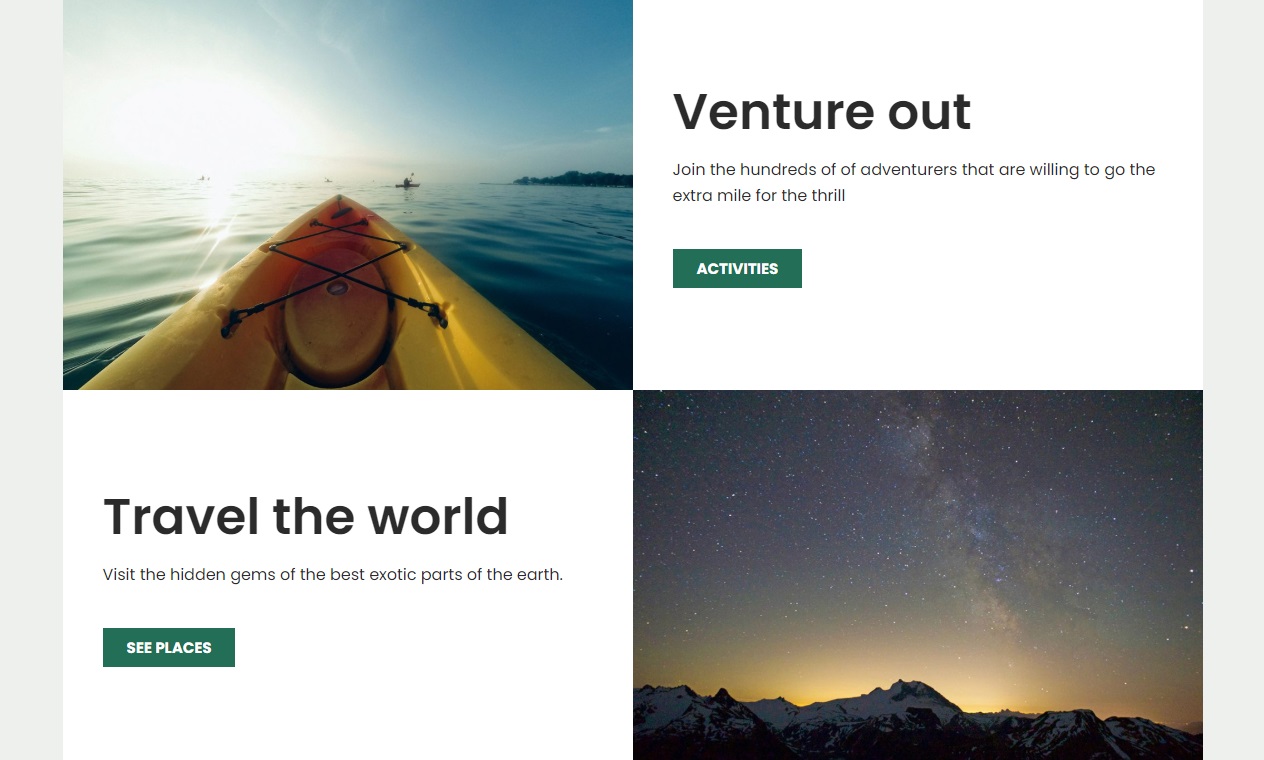 Venture out
Join the hundreds of of adventurers that are willing to go the
extra mile for the thrill
ACTIVITIES
Travel the world
Visit the hidden gems of the best exotic parts of the earth.
SEE PLACES